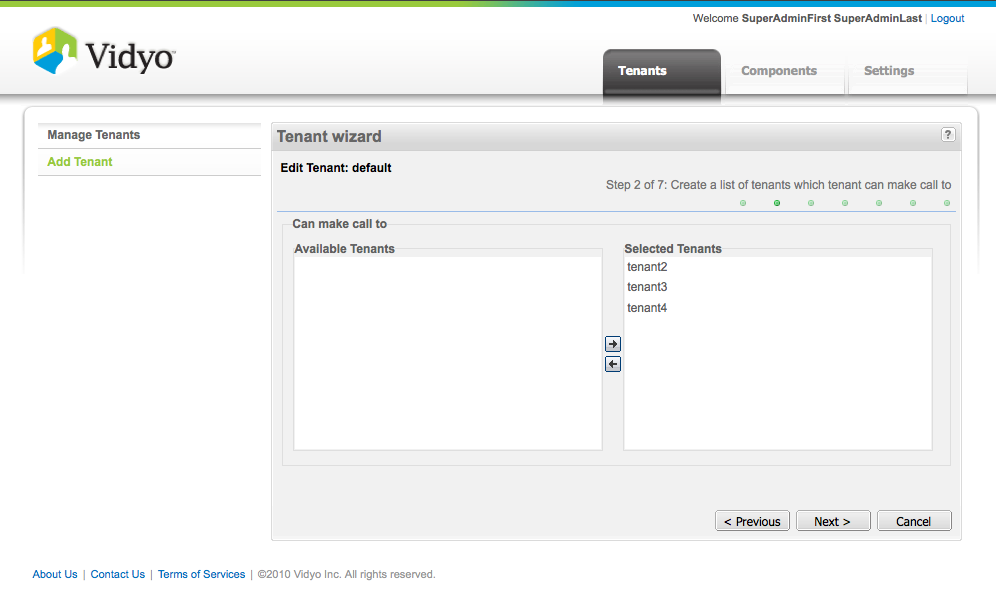 Welcome SuperAdminFirst SuperAdminLast | Logout
Vidyo™
Tenants
Components
Settings
Manage Tenants
Add Tenant
Tenant wizard
?
Edit Tenant: default
Step 2 of 7: Create a list of tenants which tenant can make call to
Can make call to
Available Tenants
Selected Tenants
tenant2
tenant3
tenant4
< Previous
Next >
Cancel
About Us | Contact Us | Terms of Services | ©2010 Vidyo Inc. All rights reserved.